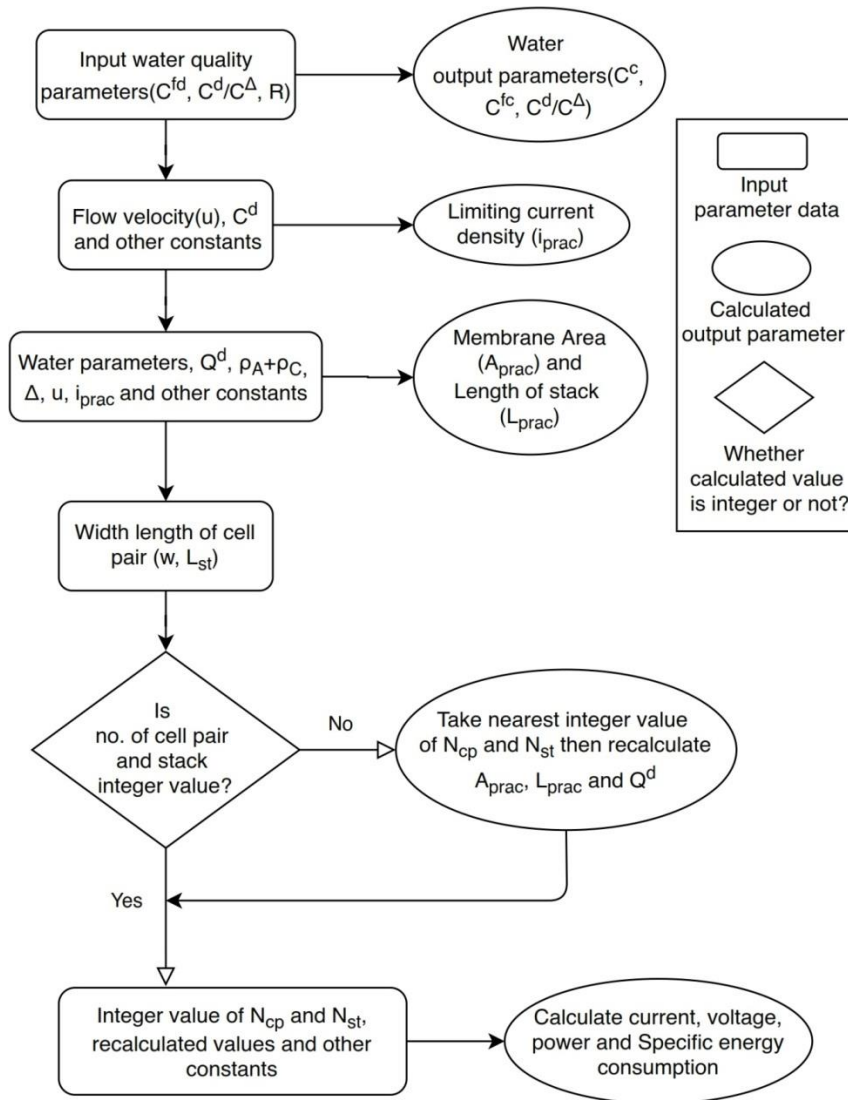 Input water quality
parameters(C^fd, C^d/C^Δ, R)
Water
output parameters(C^c,
C^fc, C^d/C^Δ)
Flow velocity(u), C^d
and other constants
Limiting current
density (i_prac)
Water parameters, Q^d, ρ_A+ρ_C,
Δ, u, i_prac and other constants
Membrane Area
(A_prac) and
Length of stack
(L_prac)
Input
parameter data
Calculated
output parameter
Whether
calculated value
is integer or not?
Width length of cell
pair (w, L_st)
Is
no. of cell pair
and stack
integer value?
No
Take nearest integer value
of N_cp and N_st then recalculate
A_prac, L_prac and Q^d
Yes
Integer value of N_cp and N_st,
recalculated values and other
constants
Calculate current, voltage,
power and Specific energy
consumption